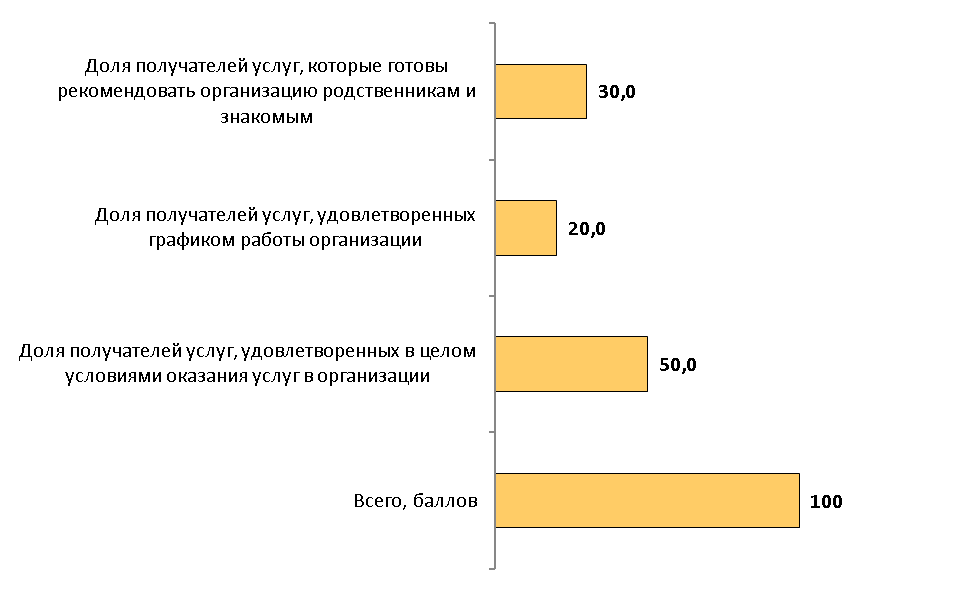 Доля получателей услуг, которые готовы
рекомендовать организацию родственникам и
знакомым
30,0
Доля получателей услуг, удовлетворенных
графиком работы организации
20,0
Доля получателей услуг, удовлетворенных в целом
условиями оказания услуг в организации
50,0
Всего, баллов
100